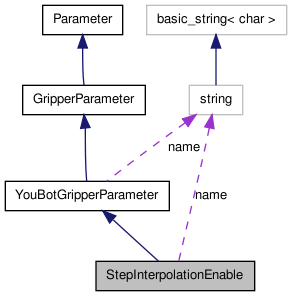 Parameter
basic_string< char >
GripperParameter
string
name
YouBotGripperParameter
name
StepInterpolationEnable